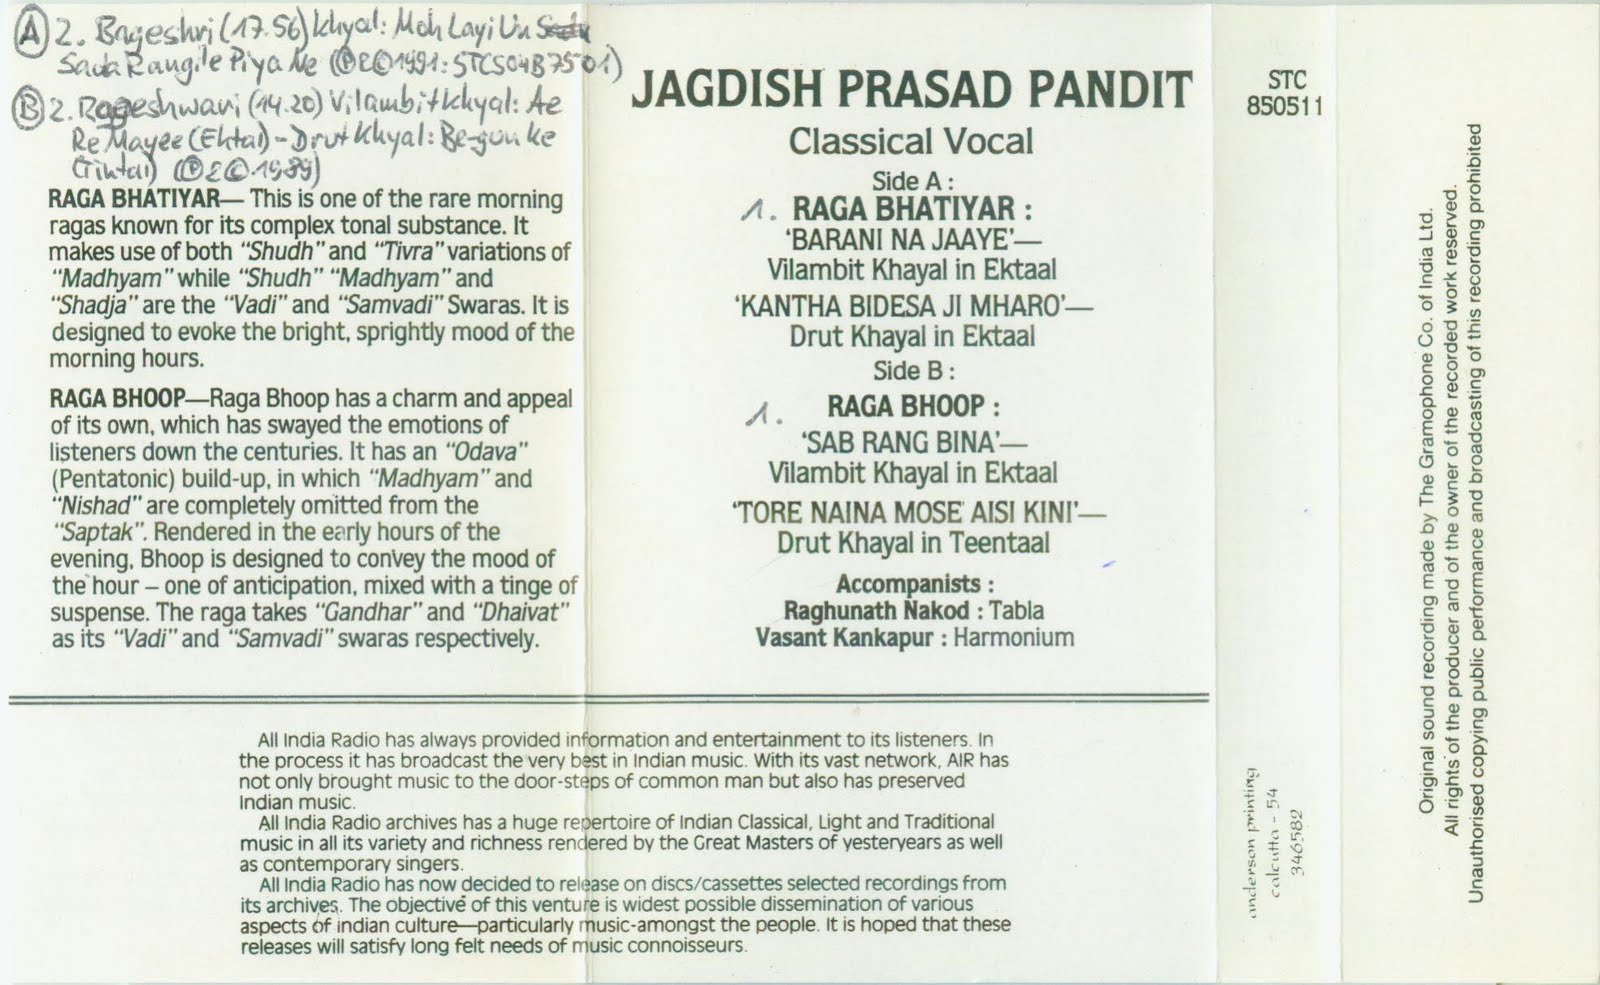 A 2. Bageshri (17.56) Khyal: Moh Layi Un
Sada Rangile Piya Ne (P&©1991: STCS04B7501)
B 2. Rageshwari (14.20) Vilambit Khyal: Ae
Re Mayee (Ektal) - Drut Khyal: Be-gun ke
(Tintal) (P&©.1989)
RAGA BHATIYAR— This is one of the rare morning
ragas known for its complex tonal substance. It
makes use of both “Shudh” and “Tivra” variations of
“Madhyam” while “Shudh” “Madhyam” and
“Shadja” are the “Vadi” and “Samvadi” Swaras. It is
designed to evoke the bright, sprightly mood of the
morning hours.
RAGA BHOOP—Raga Bhoop has a charm and appeal
of its own, which has swayed the emotions of
listeners down the centuries. It has an “Odava”
(Pentatonic) build-up, in which “Madhyam” and
“Nishad” are completely omitted from the
“Saptak”. Rendered in the early hours of the
evening, Bhoop is designed to convey the mood of
the hour – one of anticipation, mixed with a tinge of
suspense. The raga takes “Gandhar” and “Dhaivat”
as its “Vadi” and “Samvadi” swaras respectively.
JAGDISH PRASAD PANDIT
Classical Vocal
Side A :
1. RAGA BHATIYAR :
‘BARANI NA JAAYE’—
Vilambit Khayal in Ektaal
‘KANTHA BIDESA JI MHARO’—
Drut Khayal in Ektaal
Side B :
1. RAGA BHOOP :
‘SAB RANG BINA’—
Vilambit Khayal in Ektaal
‘TORE NAINA MOSE AISI KINI’—
Drut Khayal in Teentaal
Accompanists :
Raghunath Nakod : Tabla
Vasant Kankapur : Harmonium
All India Radio has always provided information and entertainment to its listeners. In
the process it has broadcast the very best in Indian music. With its vast network, AIR has
not only brought music to the door-steps of common man but also has preserved
Indian music.
All India Radio archives has a huge repertoire of Indian Classical, Light and Traditional
music in all its variety and richness rendered by the Great Masters of yesteryears as well
as contemporary singers.
All India Radio has now decided to release on discs/cassettes selected recordings from
its archives. The objective of this venture is widest possible dissemination of various
aspects of indian culture—particularly music-amongst the people. It is hoped that these
releases will satisfy long felt needs of music connoisseurs.
STC
850511
anderson printing
calcutta - 54
346582
Original sound recording made by The Gramophone Co. of India Ltd.
All rights of the producer and of the owner of the recorded work reserved.
Unauthorised copying public performance and broadcasting of this recording prohibited